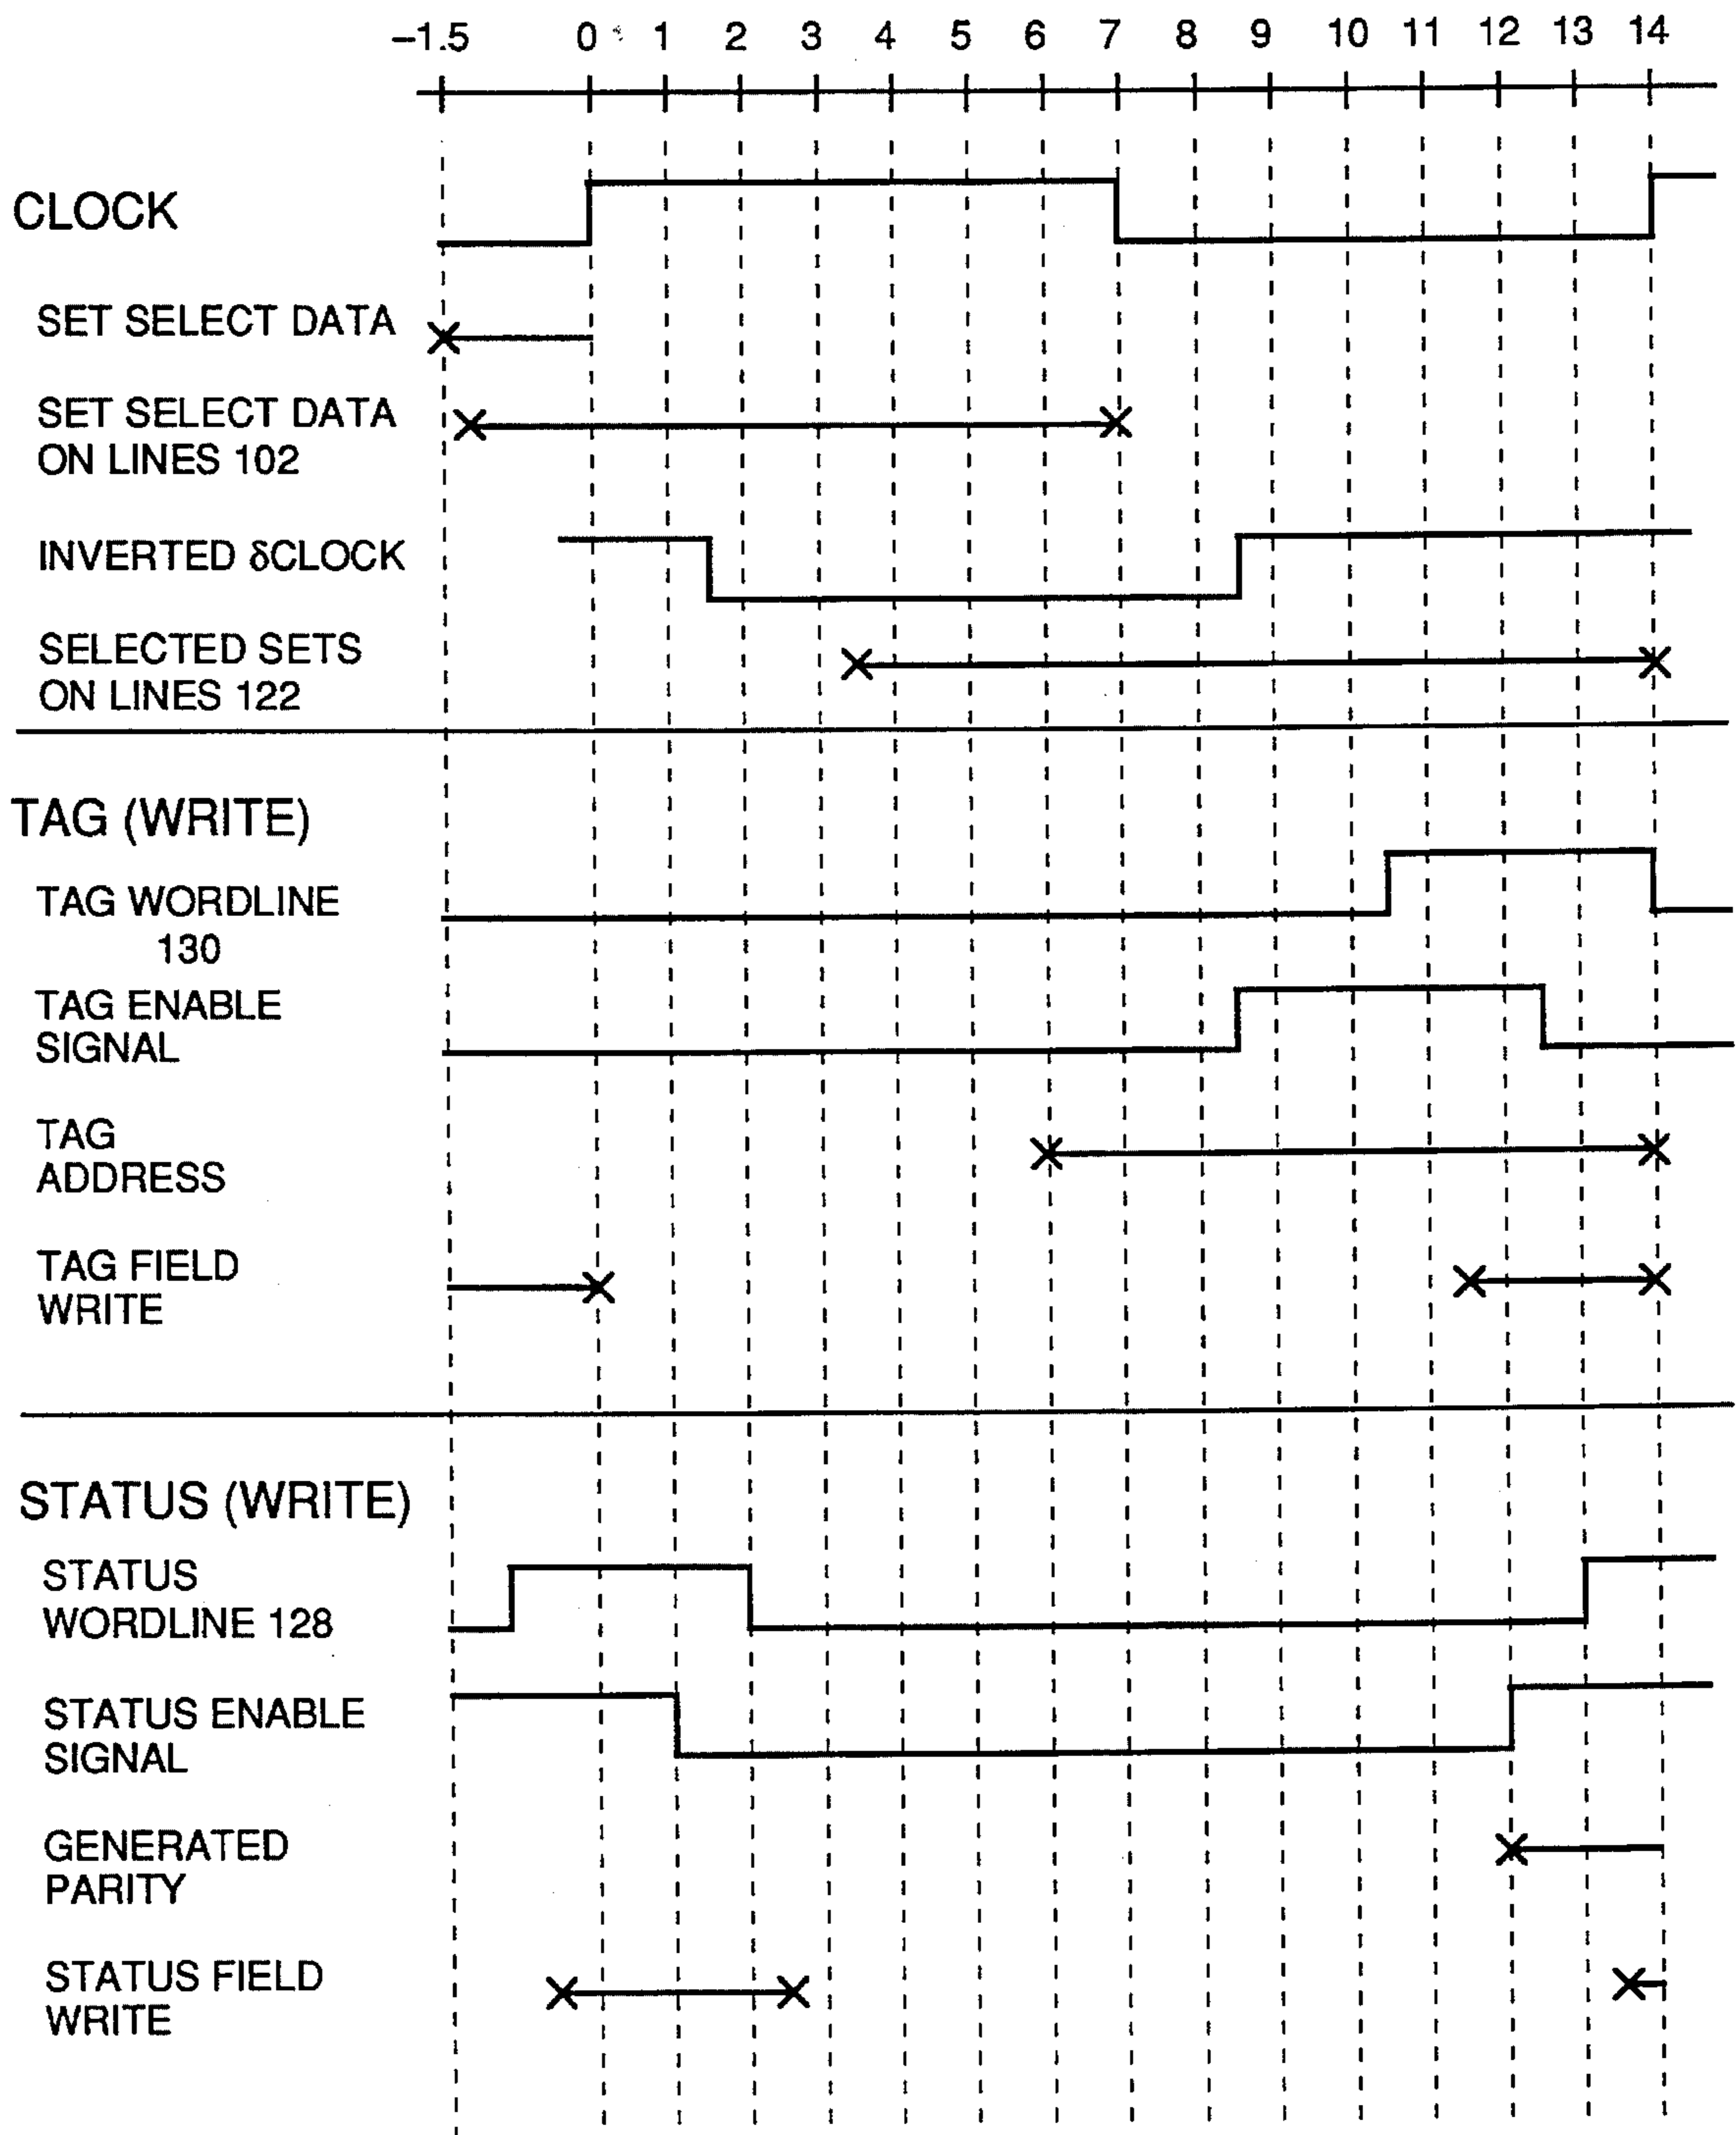 -1.5 0 1 2 3 4 5 6 7 8 9 10 11 12 13 14
CLOCK
SET SELECT DATA
SET SELECT DATA
ON LINES 102
INVERTED δCLOCK
SELECTED SETS
ON LINES 122
TAG (WRITE)
TAG WORDLINE
130
TAG ENABLE
SIGNAL
TAG
ADDRESS
TAG FIELD
WRITE
STATUS (WRITE)
STATUS
WORDLINE 128
STATUS ENABLE
SIGNAL
GENERATED
PARITY
STATUS FIELD
WRITE